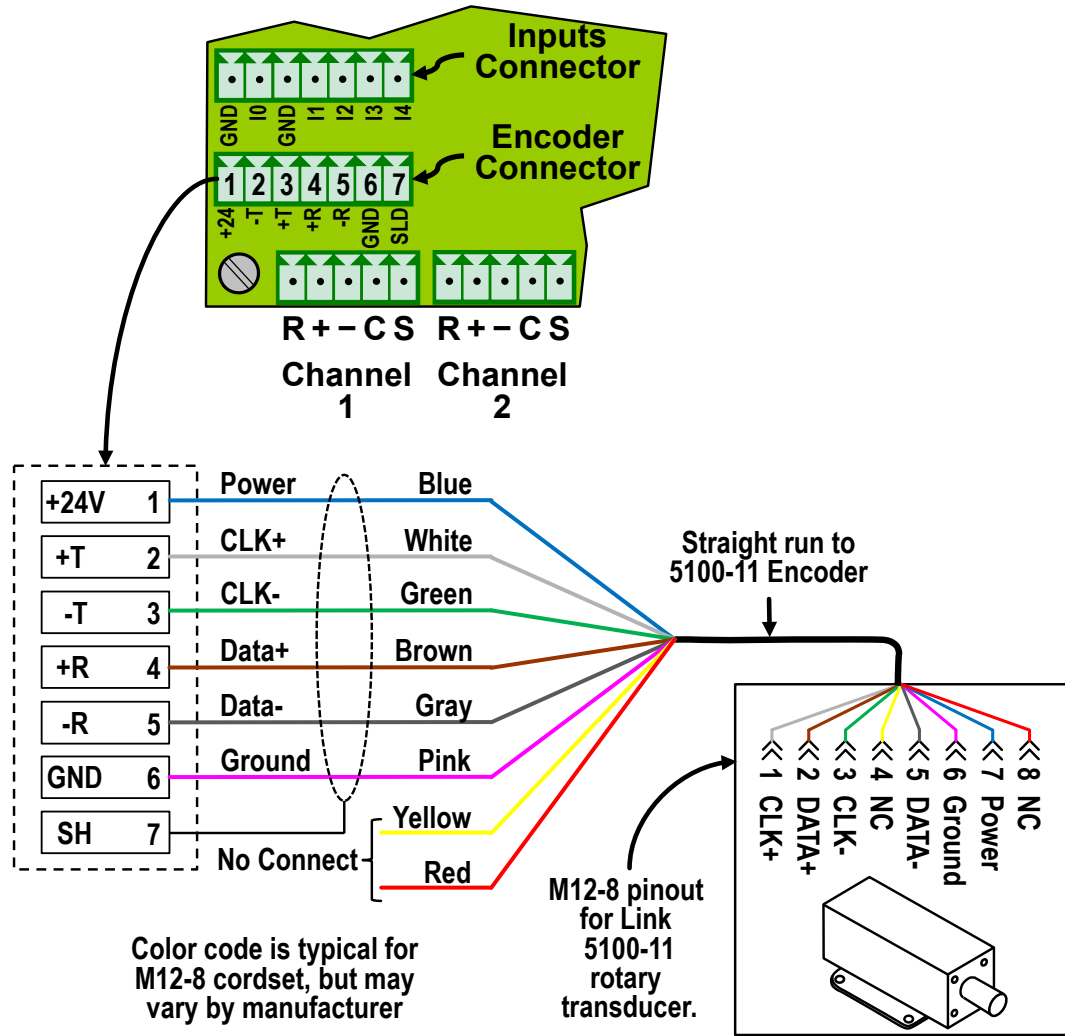 Inputs
Connector
GND I0 GND I1 I2 I3 I4
Encoder
Connector
1 2 3 4 5 6 7
+24 -T +T +R -R GND SLD
R + − C S R + − C S
Channel Channel
1 2
+24V 1 Power Blue
+T 2 CLK+ White
-T 3 CLK- Green
+R 4 Data+ Brown
-R 5 Data- Gray
GND 6 Ground Pink
SH 7
Yellow
No Connect
Red
Straight run to
5100-11 Encoder
1 CLK+
2 DATA+
3 CLK-
4 NC
5 DATA-
6 Ground
7 Power
8 NC
M12-8 pinout
for Link
5100-11
rotary
transducer.
Color code is typical for
M12-8 cordset, but may
vary by manufacturer